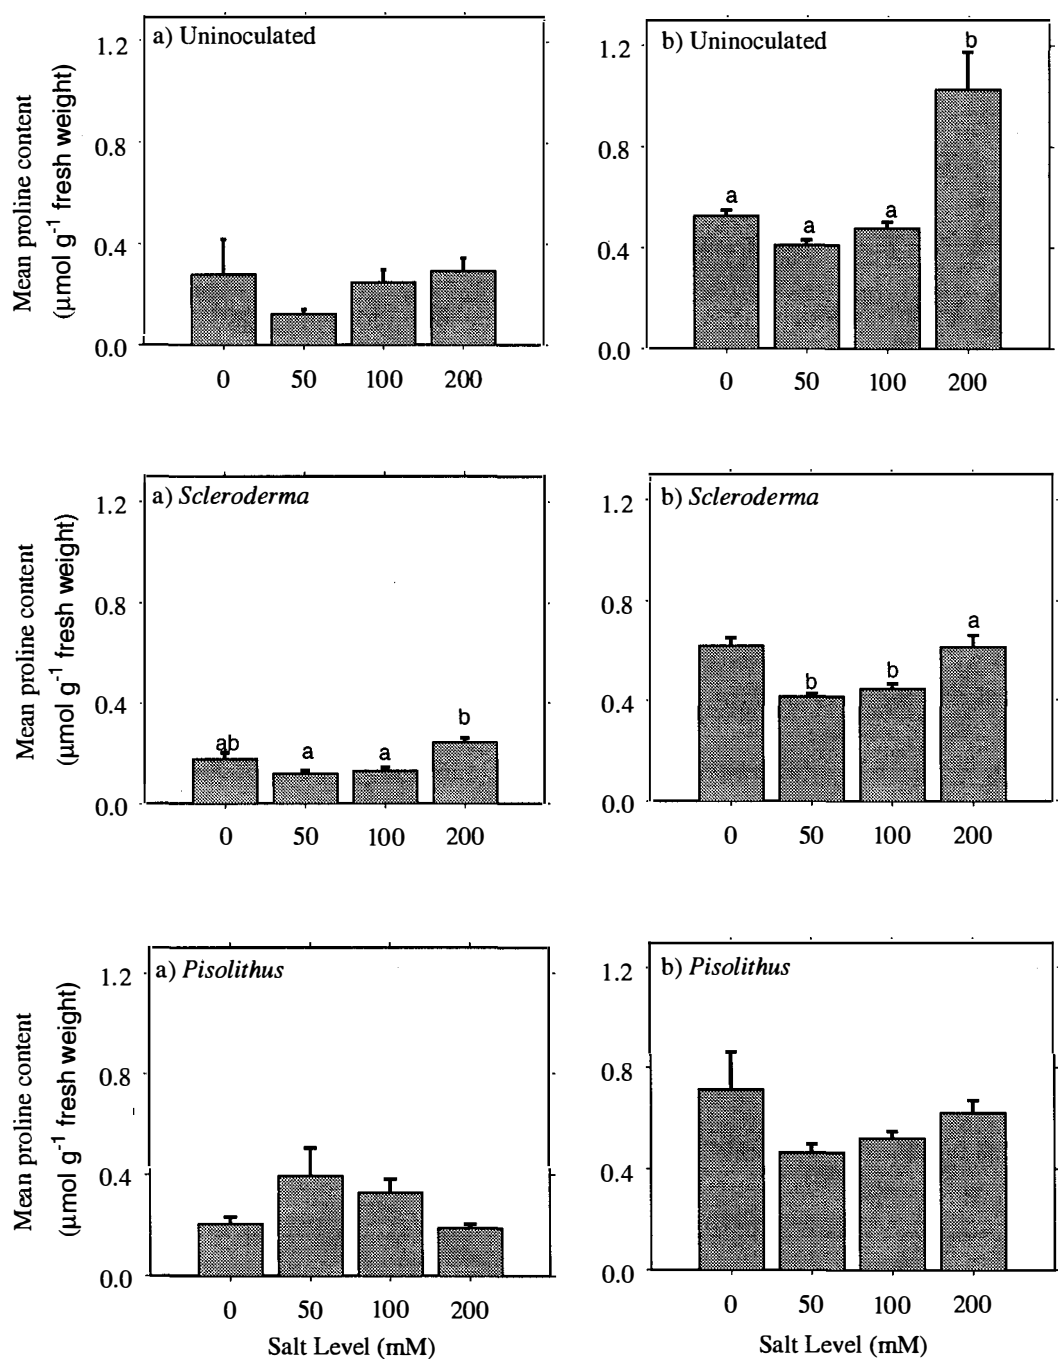 a) Uninoculated
Mean proline content
(μmol g⁻¹ fresh weight)
1.2
0.8
0.4
0.0
0 50 100 200
b) Uninoculated
1.2
0.8
0.4
0.0
a a a b
0 50 100 200
a) Scleroderma
Mean proline content
(μmol g⁻¹ fresh weight)
1.2
0.8
0.4
0.0
ab a a b
0 50 100 200
b) Scleroderma
1.2
0.8
0.4
0.0
b b a
0 50 100 200
a) Pisolithus
Mean proline content
(μmol g⁻¹ fresh weight)
1.2
0.8
0.4
0.0
0 50 100 200
Salt Level (mM)
b) Pisolithus
1.2
0.8
0.4
0.0
0 50 100 200
Salt Level (mM)